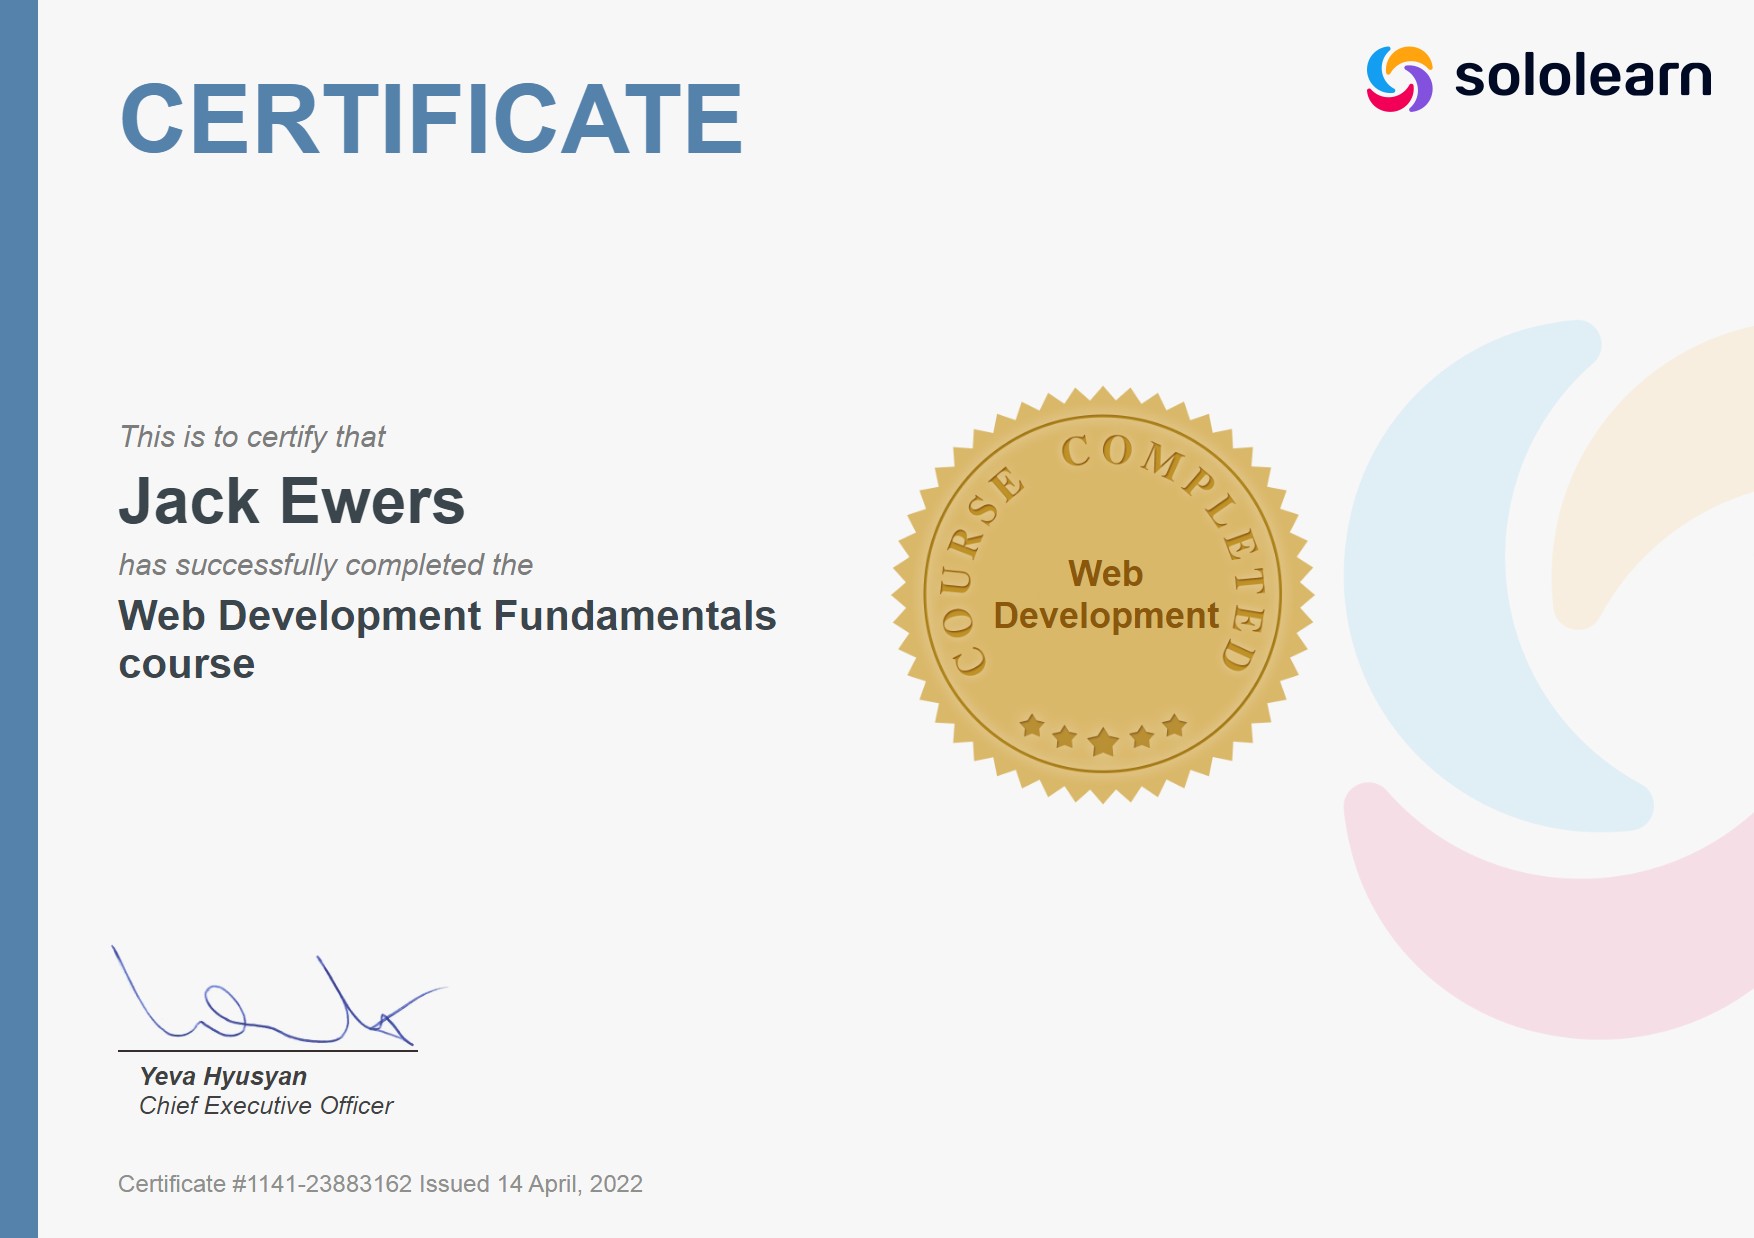 CERTIFICATE
sololearn
This is to certify that
Jack Ewers
has successfully completed the
Web Development Fundamentals
course
COURSE COMPLETED
Web
Development
Yeva Hyusyan
Chief Executive Officer
Certificate #1141-23883162 Issued 14 April, 2022